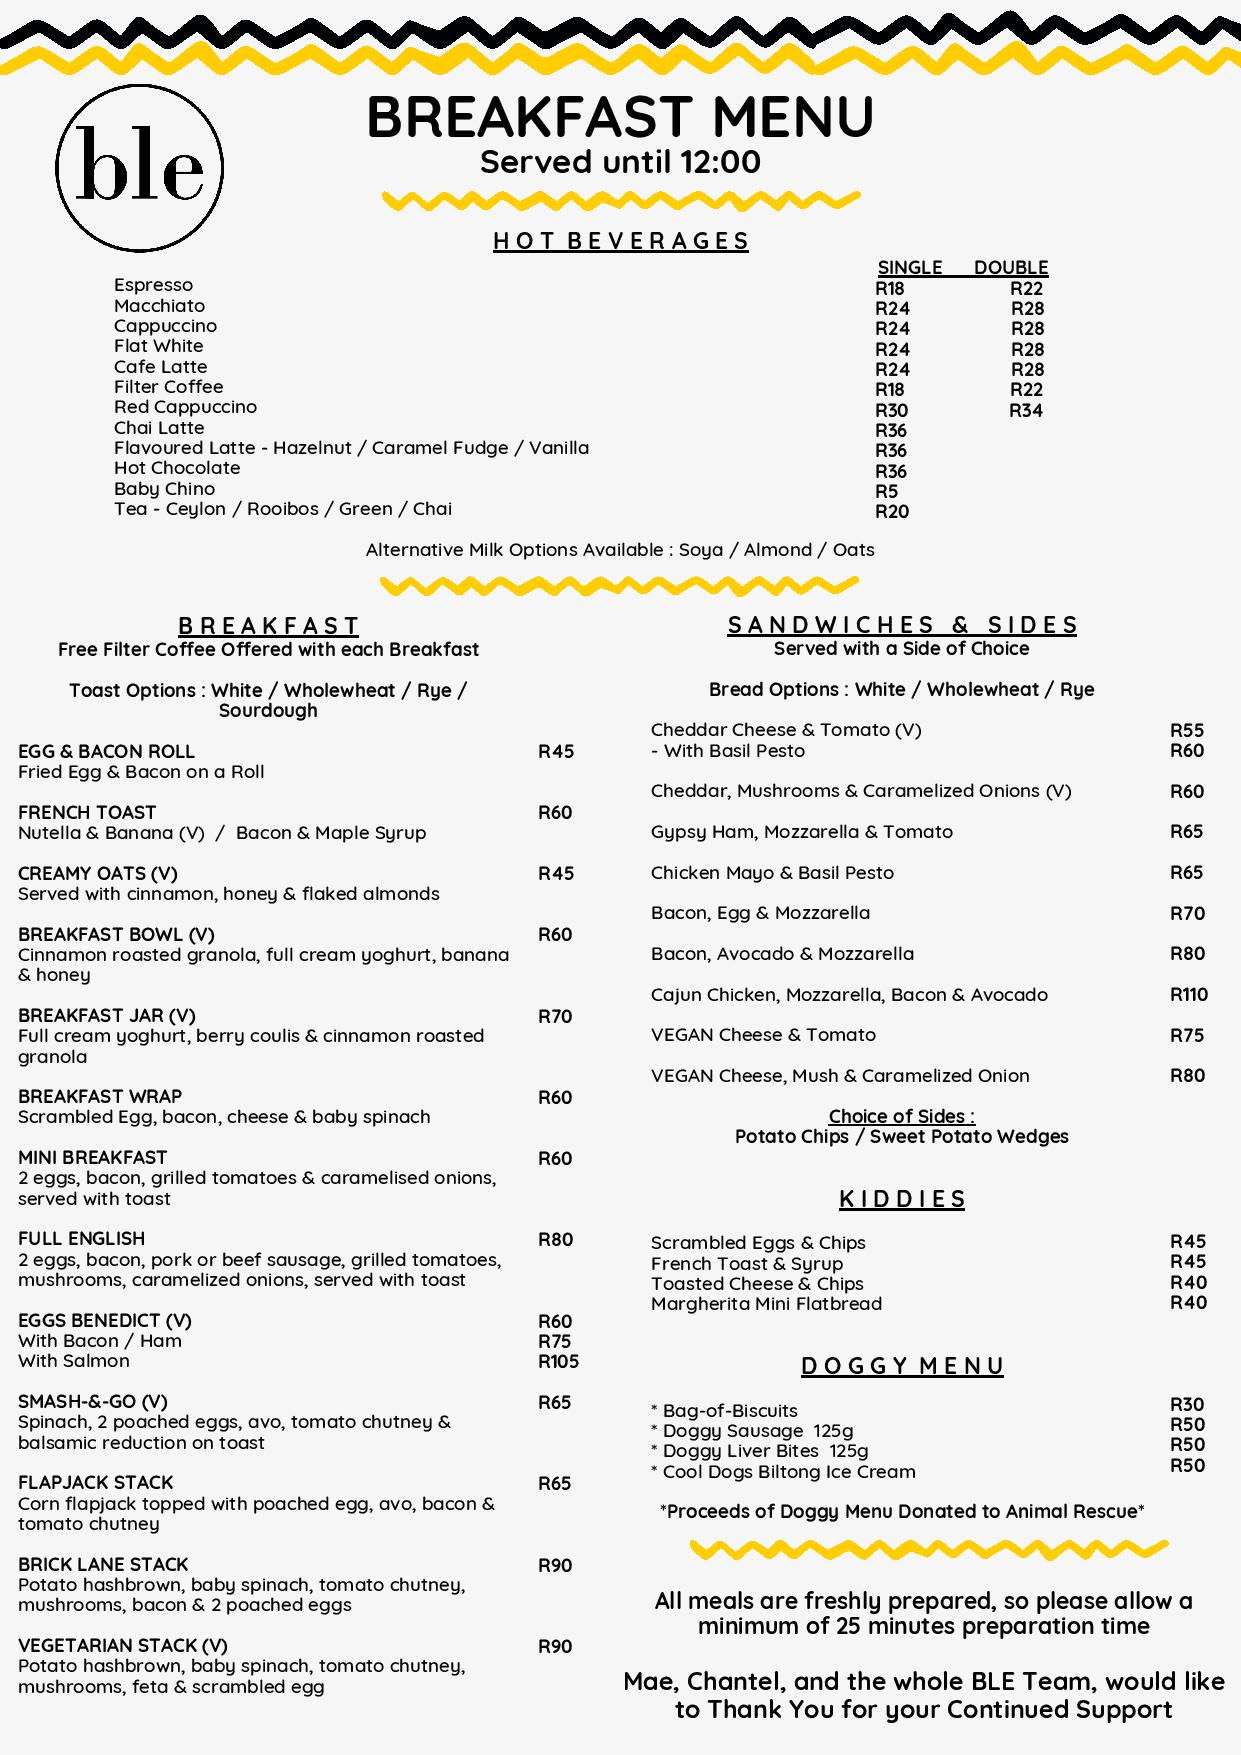 ble
BREAKFAST MENU
Served until 12:00
HOT BEVERAGES
SINGLE DOUBLE
Espresso R18 R22
Macchiato R24 R28
Cappuccino R24 R28
Flat White R24 R28
Cafe Latte R24 R28
Filter Coffee R18 R22
Red Cappuccino R30 R34
Chai Latte R36
Flavoured Latte - Hazelnut / Caramel Fudge / Vanilla R36
Hot Chocolate R36
Baby Chino R5
Tea - Ceylon / Rooibos / Green / Chai R20
Alternative Milk Options Available : Soya / Almond / Oats
BREAKFAST
Free Filter Coffee Offered with each Breakfast
Toast Options : White / Wholewheat / Rye /
Sourdough
EGG & BACON ROLL R45
Fried Egg & Bacon on a Roll
FRENCH TOAST R60
Nutella & Banana (V) / Bacon & Maple Syrup
CREAMY OATS (V) R45
Served with cinnamon, honey & flaked almonds
BREAKFAST BOWL (V) R60
Cinnamon roasted granola, full cream yoghurt, banana
& honey
BREAKFAST JAR (V) R70
Full cream yoghurt, berry coulis & cinnamon roasted
granola
BREAKFAST WRAP R60
Scrambled Egg, bacon, cheese & baby spinach
MINI BREAKFAST R60
2 eggs, bacon, grilled tomatoes & caramelised onions,
served with toast
FULL ENGLISH R80
2 eggs, bacon, pork or beef sausage, grilled tomatoes,
mushrooms, caramelized onions, served with toast
EGGS BENEDICT (V) R60
With Bacon / Ham R75
With Salmon R105
SMASH-&-GO (V) R65
Spinach, 2 poached eggs, avo, tomato chutney &
balsamic reduction on toast
FLAPJACK STACK R65
Corn flapjack topped with poached egg, avo, bacon &
tomato chutney
BRICK LANE STACK R90
Potato hashbrown, baby spinach, tomato chutney,
mushrooms, bacon & 2 poached eggs
VEGETARIAN STACK (V) R90
Potato hashbrown, baby spinach, tomato chutney,
mushrooms, feta & scrambled egg
SANDWICHES & SIDES
Served with a Side of Choice
Bread Options : White / Wholewheat / Rye
Cheddar Cheese & Tomato (V) R55
- With Basil Pesto R60
Cheddar, Mushrooms & Caramelized Onions (V) R60
Gypsy Ham, Mozzarella & Tomato R65
Chicken Mayo & Basil Pesto R65
Bacon, Egg & Mozzarella R70
Bacon, Avocado & Mozzarella R80
Cajun Chicken, Mozzarella, Bacon & Avocado R110
VEGAN Cheese & Tomato R75
VEGAN Cheese, Mush & Caramelized Onion R80
Choice of Sides :
Potato Chips / Sweet Potato Wedges
KIDDIES
Scrambled Eggs & Chips R45
French Toast & Syrup R45
Toasted Cheese & Chips R40
Margherita Mini Flatbread R40
DOGGY MENU
* Bag-of-Biscuits R30
* Doggy Sausage 125g R50
* Doggy Liver Bites 125g R50
* Cool Dogs Biltong Ice Cream R50
*Proceeds of Doggy Menu Donated to Animal Rescue*
All meals are freshly prepared, so please allow a
minimum of 25 minutes preparation time
Mae, Chantel, and the whole BLE Team, would like
to Thank You for your Continued Support